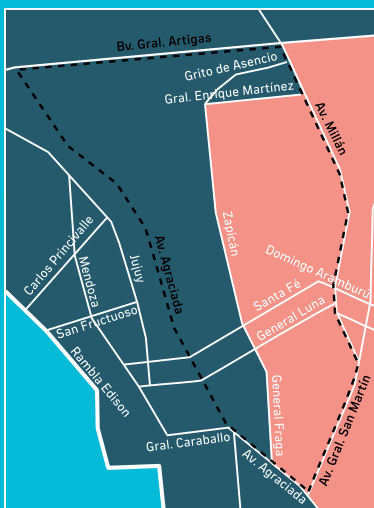 Bv. Gral. Artigas
Grito de Asencio
Gral. Enrique Martínez
Av. Millán
Zapicán
Carlos Princivalle
Av. Agraciada
Jujuy
Mendoza
Domingo Aramburú
Santa Fé
General Luna
San Fructuoso
Rambla Edison
General Fraga
Av. Gral. San Martín
Gral. Caraballo
Av. Agraciada